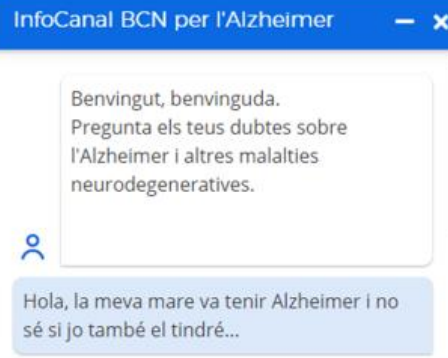 InfoCanal BCN per l'Alzheimer
Benvingut, benvinguda.
Pregunta els teus dubtes sobre
l'Alzheimer i altres malalties
neurodegeneratives.
Hola, la meva mare va tenir Alzheimer i no
sé si jo també el tindré...